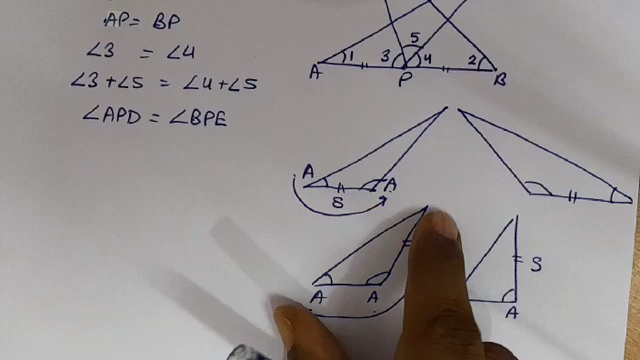 AP = BP
∠3 = ∠4
∠3 + ∠5 = ∠4 + ∠5
∠APD = ∠BPE
5
1 3 4 2
A P B
A A
S
S
A A A